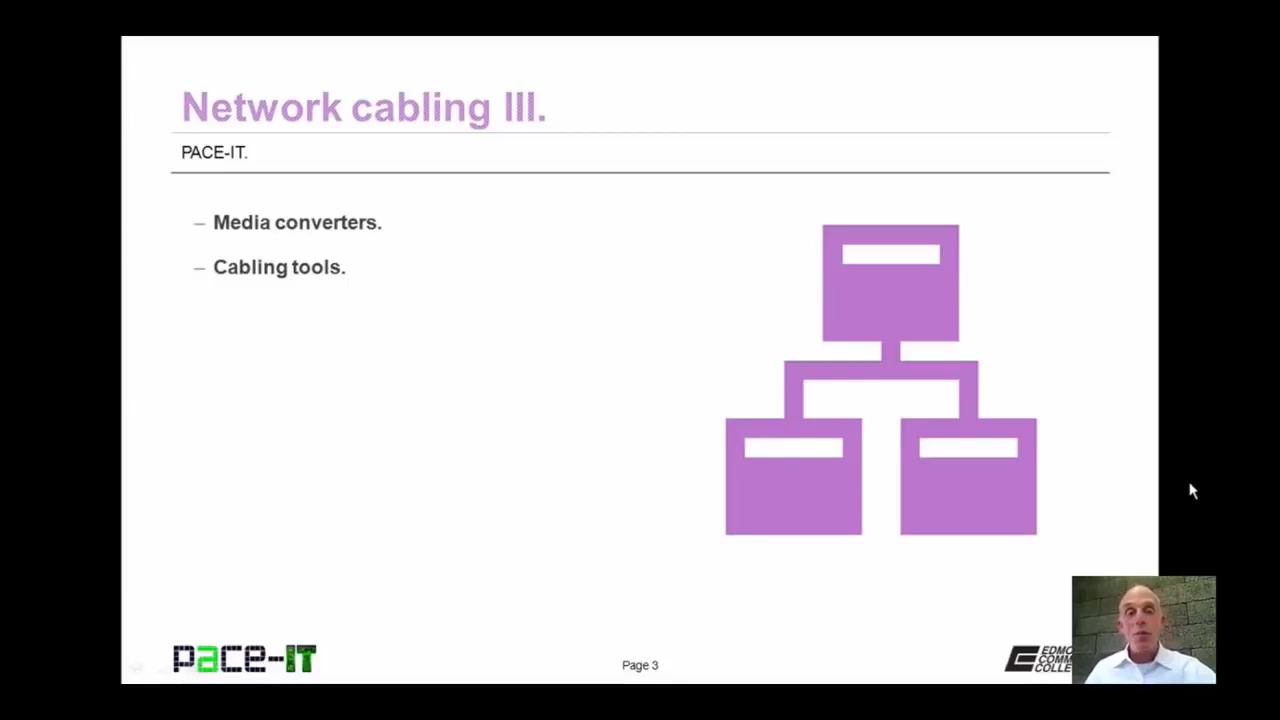 Network cabling III.
PACE-IT.
– Media converters.
– Cabling tools.
pace-IT
Page 3